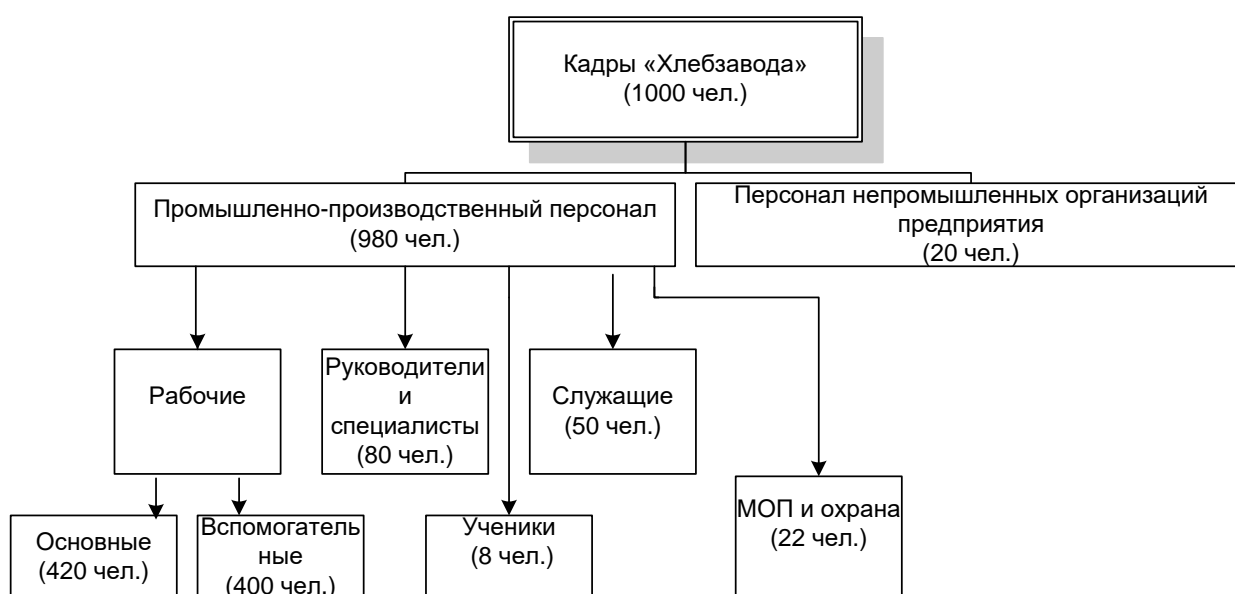 Кадры «Хлебзавода»
(1000 чел.)
Промышленно-производственный персонал
(980 чел.)
Персонал непромышленных организаций
предприятия
(20 чел.)
Рабочие
Руководители
и
специалисты
(80 чел.)
Служащие
(50 чел.)
Основные
(420 чел.)
Вспомогатель
ные
(400 чел.)
Ученики
(8 чел.)
МОП и охрана
(22 чел.)